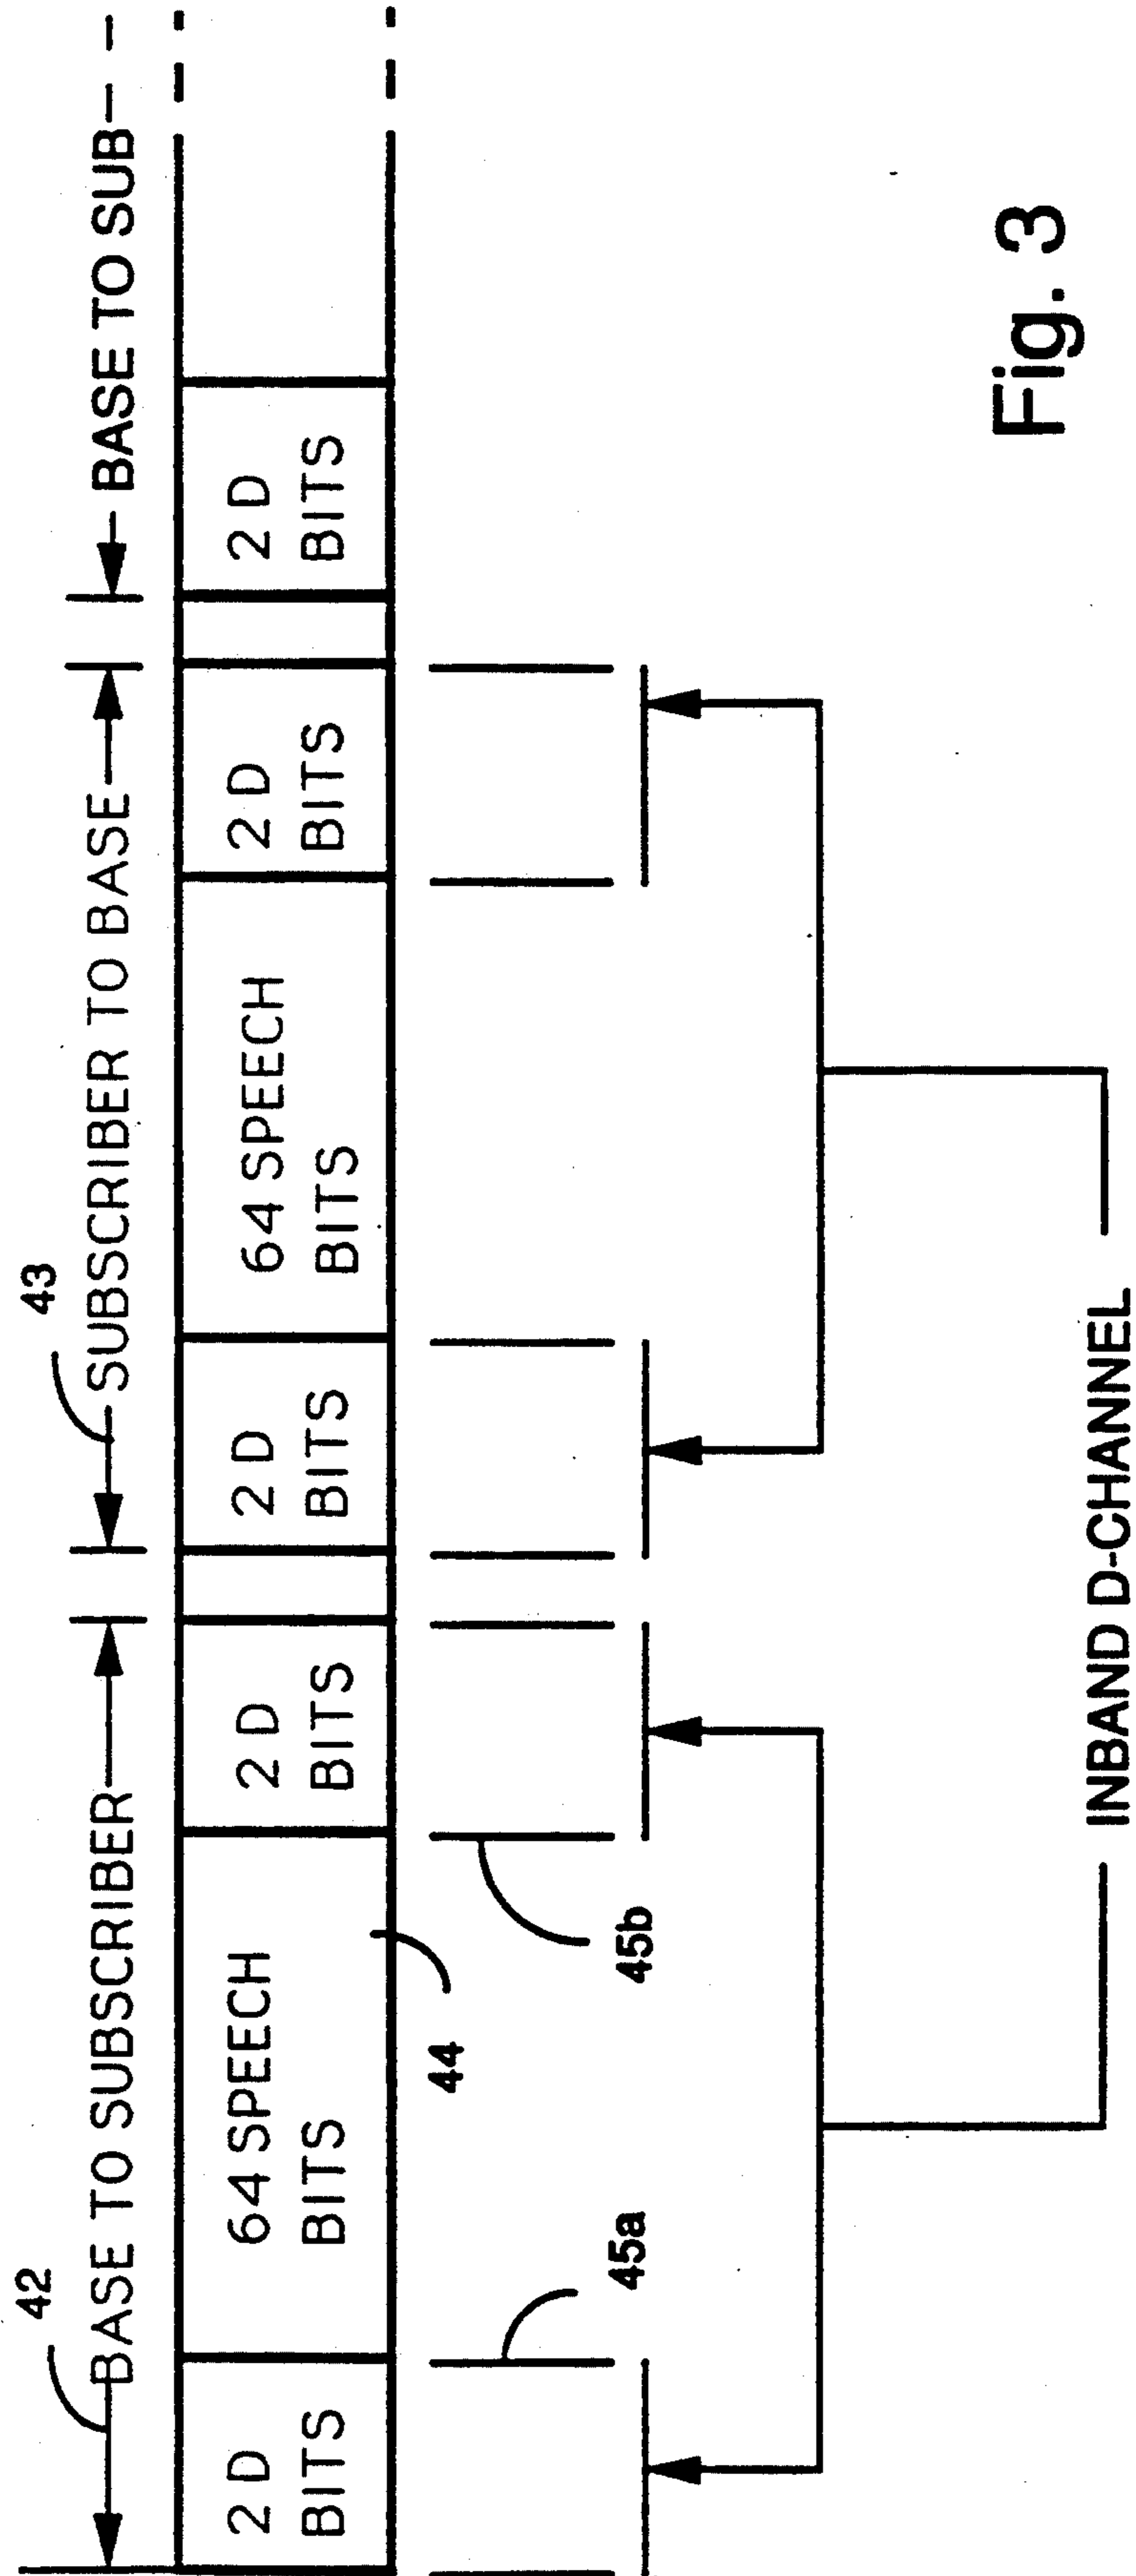 42
43
BASE TO SUBSCRIBER
SUBSCRIBER TO BASE
BASE TO SUB
2 D
BITS
64 SPEECH
BITS
2 D
BITS
2 D
BITS
64 SPEECH
BITS
2 D
BITS
2 D
BITS
44
45a
45b
INBAND D-CHANNEL
Fig. 3